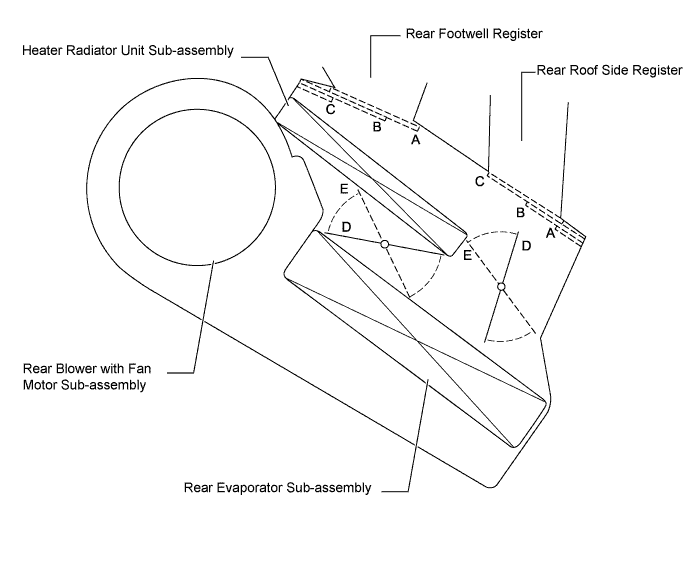 Rear Footwell Register
Heater Radiator Unit Sub-assembly
Rear Roof Side Register
C
B
A
C
B
A
E
D
D
E
Rear Blower with Fan
Motor Sub-assembly
Rear Evaporator Sub-assembly